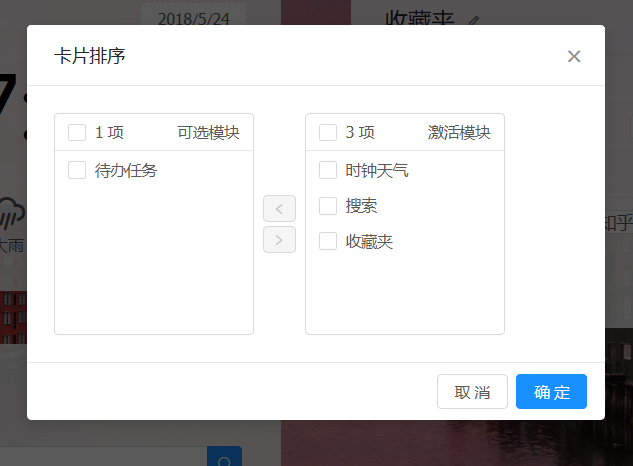 2018/5/24
收藏夹
卡片排序
1 项 可选模块
待办任务
3 项 激活模块
时钟天气
搜索
收藏夹
大雨
知乎
取 消
确 定